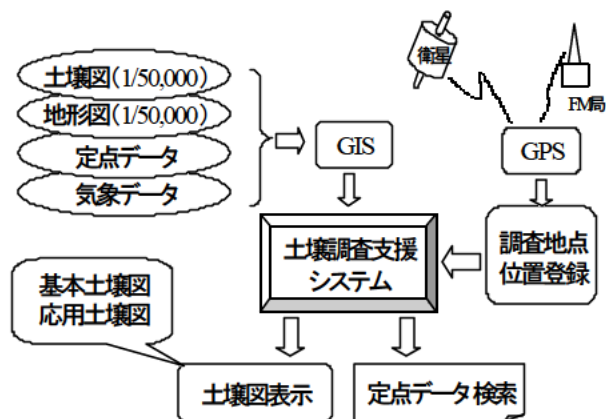 土壌図(1/50,000)
地形図(1/50,000)
定点データ
気象データ
GIS
衛星
FM局
GPS
土壌調査支援
システム
調査地点
位置登録
基本土壌図
応用土壌図
土壌図表示
定点データ検索